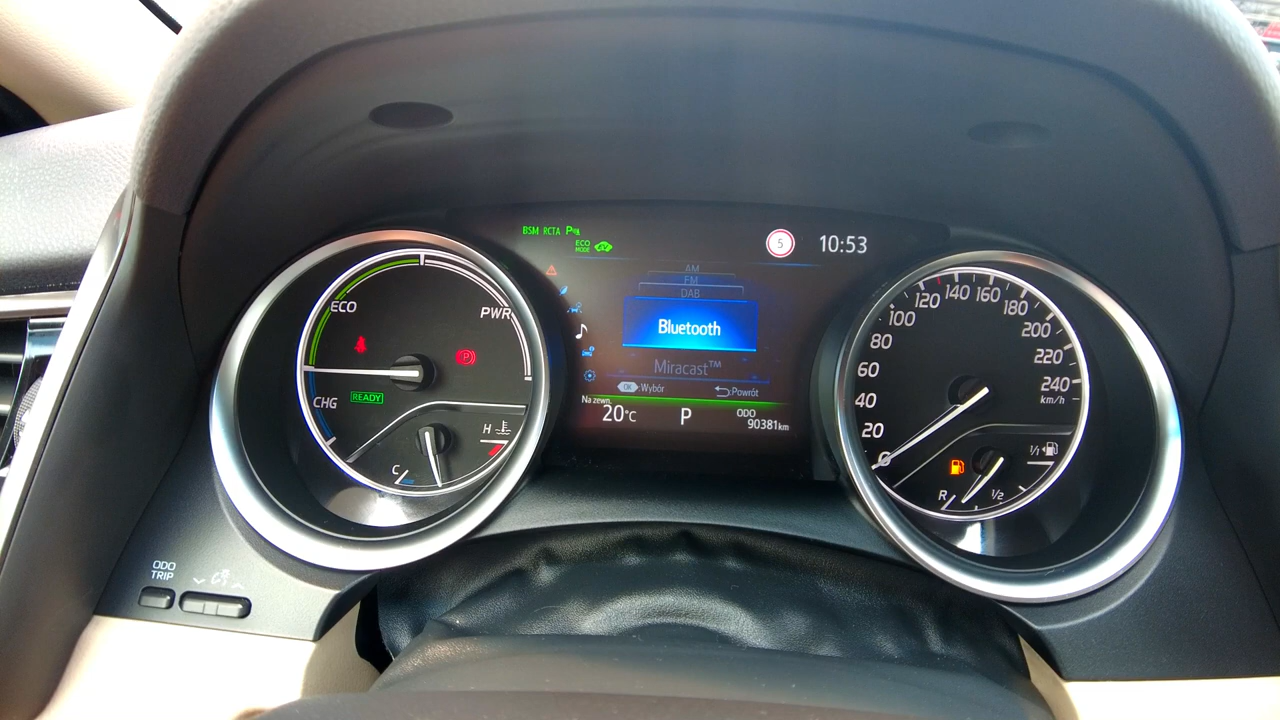 BSM RCTA P
ECO
MODE
EV
5
10:53
ECO
PWR
CHG
READY
H
C
(P)
AM
FM
DAB
Bluetooth
Miracast™
OK :Wybór
:Powrót
Na zewn.
20°C
P
ODO
90381km
0
20
40
60
80
100
120
140
160
180
200
220
240
km/h
R
1/2
1/1
ODO
TRIP